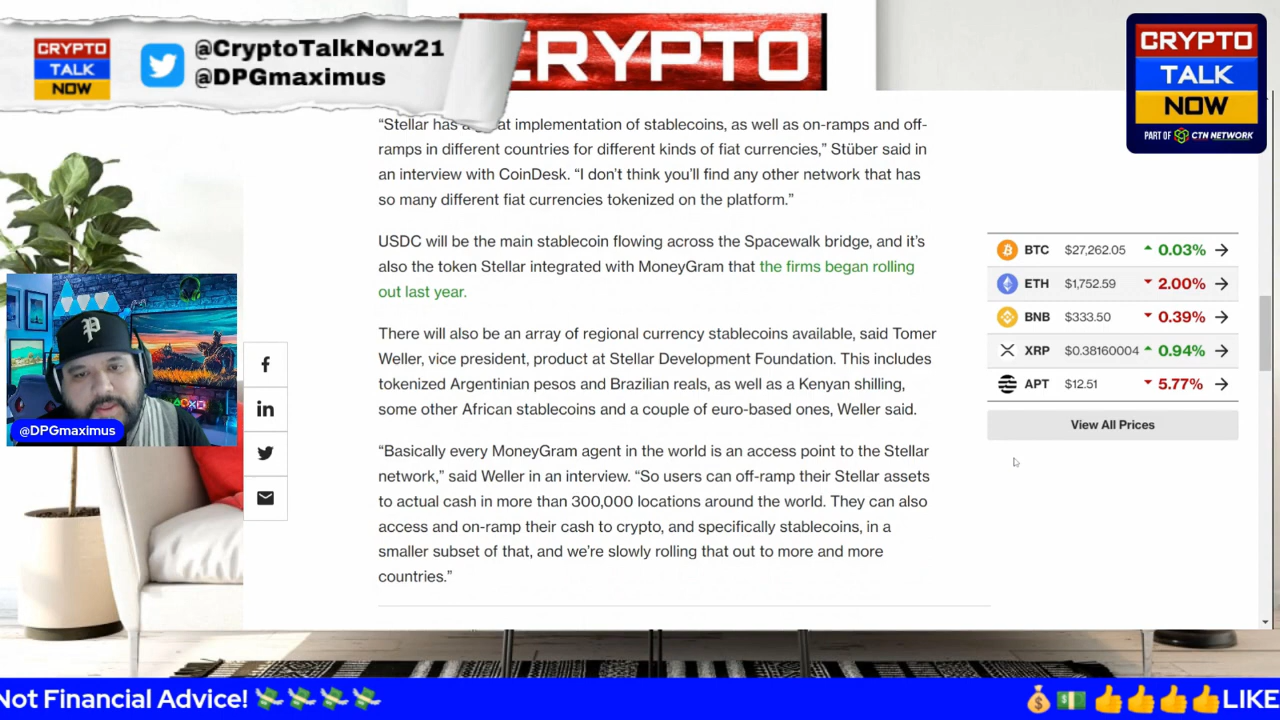 CRYPTO
TALK
NOW
@CryptoTalkNow21
@DPGmaximus
CRYPTO
CRYPTO
TALK
NOW
PART OF CTN NETWORK
“Stellar has a at implementation of stablecoins, as well as on-ramps and off-
ramps in different countries for different kinds of fiat currencies,” Stüber said in
an interview with CoinDesk. “I don’t think you’ll find any other network that has
so many different fiat currencies tokenized on the platform.”
USDC will be the main stablecoin flowing across the Spacewalk bridge, and it’s
also the token Stellar integrated with MoneyGram that the firms began rolling
out last year.
There will also be an array of regional currency stablecoins available, said Tomer
Weller, vice president, product at Stellar Development Foundation. This includes
tokenized Argentinian pesos and Brazilian reals, as well as a Kenyan shilling,
some other African stablecoins and a couple of euro-based ones, Weller said.
“Basically every MoneyGram agent in the world is an access point to the Stellar
network,” said Weller in an interview. “So users can off-ramp their Stellar assets
to actual cash in more than 300,000 locations around the world. They can also
access and on-ramp their cash to crypto, and specifically stablecoins, in a
smaller subset of that, and we’re slowly rolling that out to more and more
countries.”
BTC $27,262.05 0.03%
ETH $1,752.59 2.00%
BNB $333.50 0.39%
XRP $0.38160004 0.94%
APT $12.51 5.77%
View All Prices
P
@DPGmaximus
f
in
Not Financial Advice!
LIKE